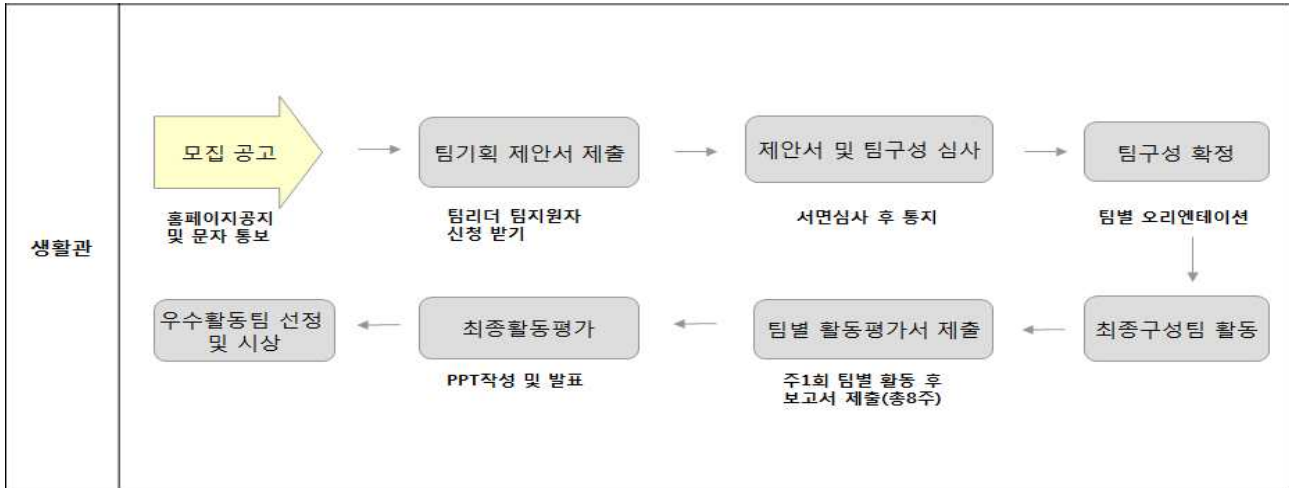 생활관
모집 공고
홈페이지공지
및 문자 통보
팀기획 제안서 제출
팀리더 팀지원자
신청 받기
제안서 및 팀구성 심사
서면심사 후 통지
팀구성 확정
팀별 오리엔테이션
최종구성팀 활동
팀별 활동평가서 제출
주1회 팀별 활동 후
보고서 제출(총8주)
최종활동평가
PPT작성 및 발표
우수활동팀 선정
및 시상